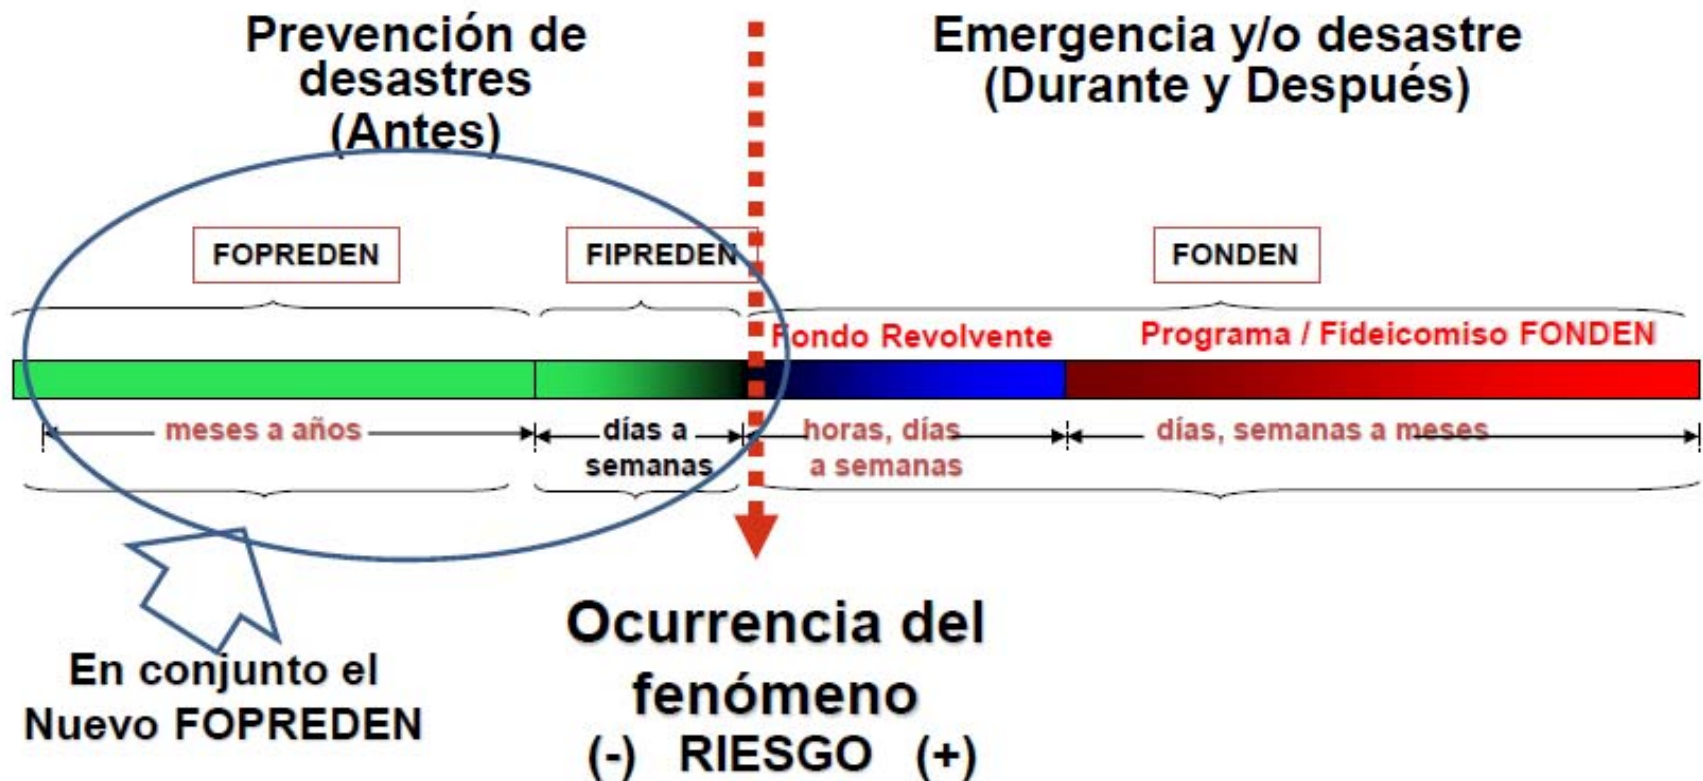 Prevención de
desastres
(Antes)
Emergencia y/o desastre
(Durante y Después)
FOPREDEN
FIPREDEN
FONDEN
Fondo Revolvente
Programa / Fideicomiso FONDEN
meses a años
días a
semanas
horas, días
a semanas
días, semanas a meses
En conjunto el
Nuevo FOPREDEN
Ocurrencia del
fenómeno
(-) RIESGO (+)